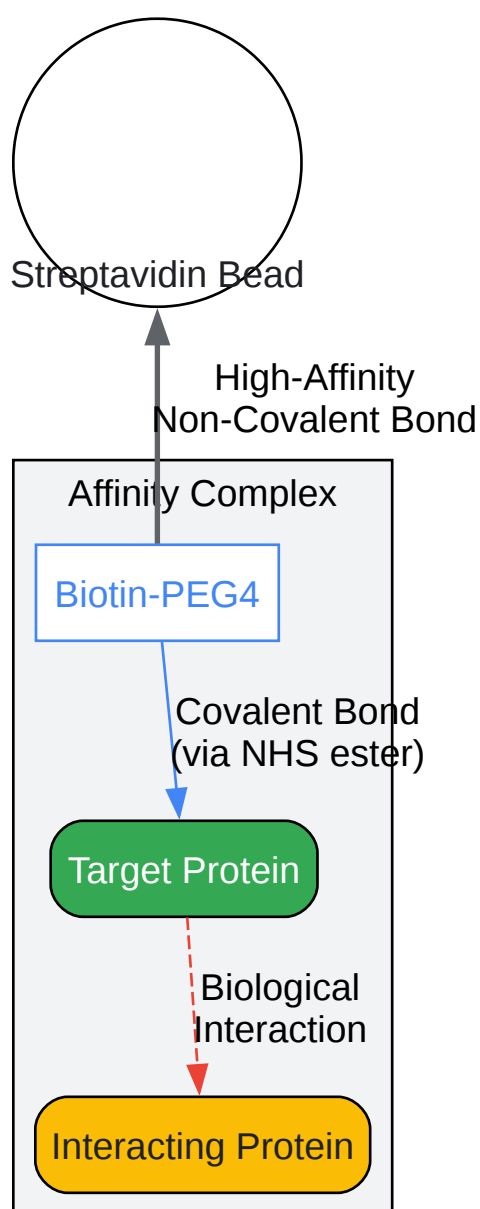 Streptavidin Bead
High-Affinity
Non-Covalent Bond
Affinity Complex
Biotin-PEG4
Covalent Bond
(via NHS ester)
Target Protein
Biological
Interaction
Interacting Protein